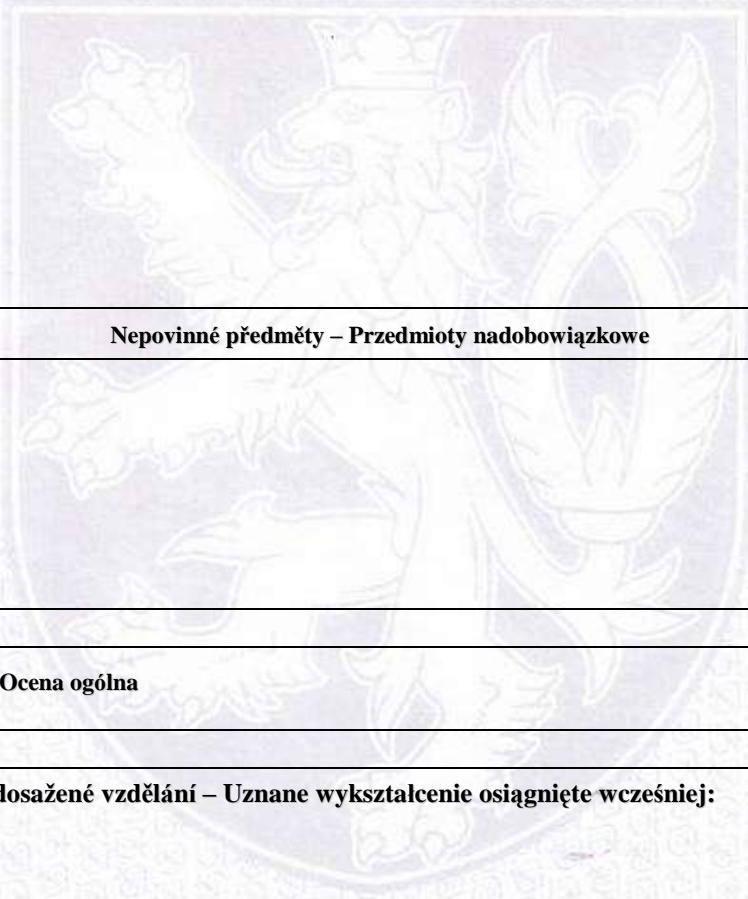 Nepovinné předměty – Przedmioty nadobowiązkowe
Ocena ogólna
dosažené vzdělání – Uznane wykształcenie osiągnięte wcześniej: